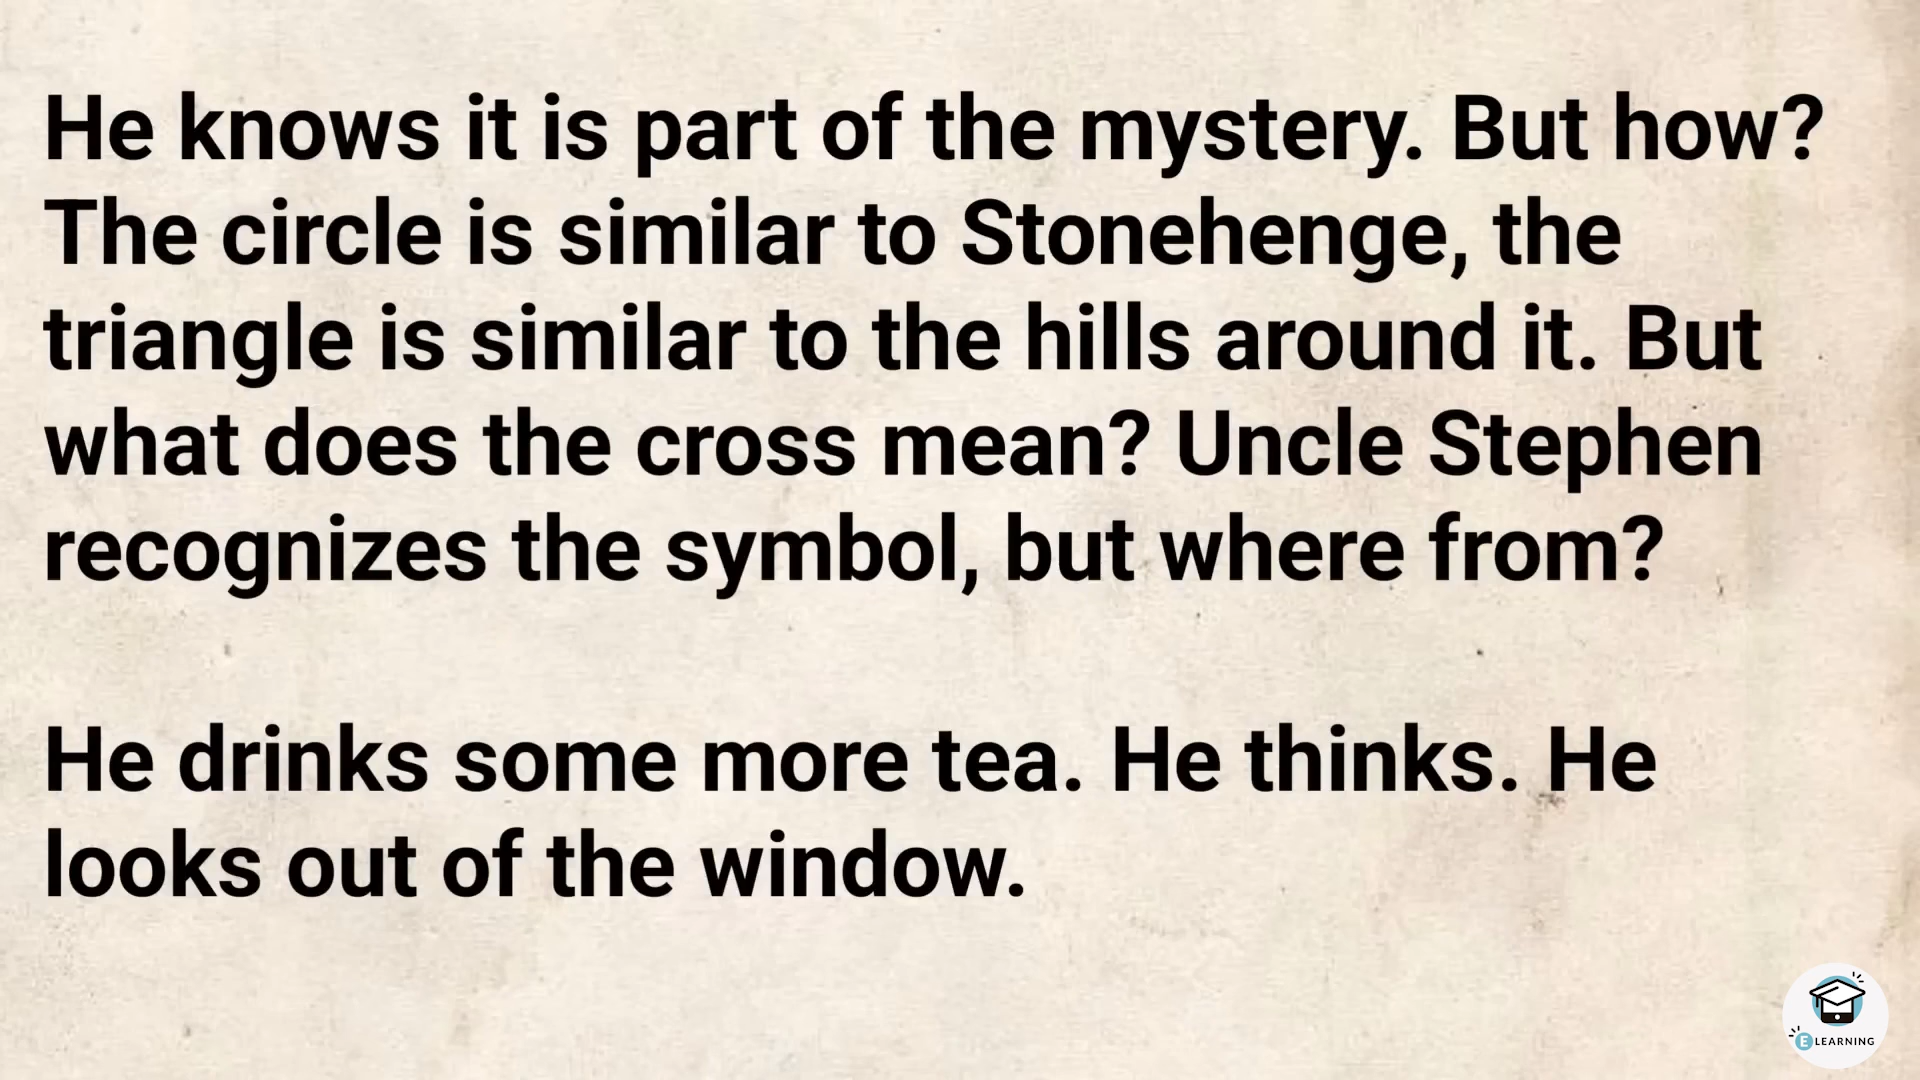 He knows it is part of the mystery. But how?
The circle is similar to Stonehenge, the
triangle is similar to the hills around it. But
what does the cross mean? Uncle Stephen
recognizes the symbol, but where from?
He drinks some more tea. He thinks. He
looks out of the window.
E LEARNING